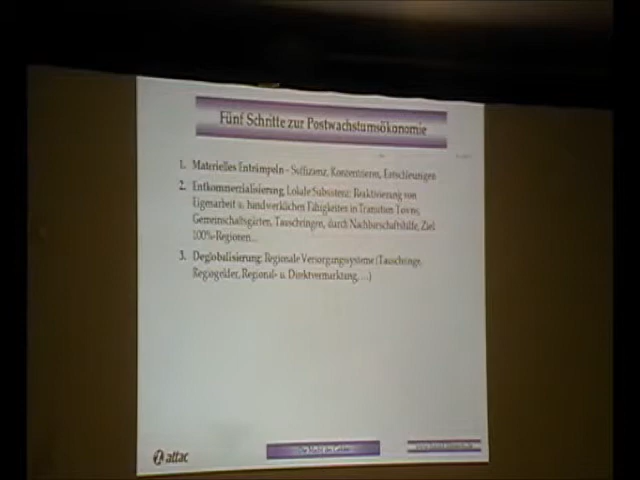 Fünf Schritte zur Postwachstumsökonomie
1. Materielles Entrümpeln - Suffizienz, Konzentrieren, Entschleunigen
2. Entkommerzialisierung, Lokale Subsistenz: Reaktivierung von
Eigenarbeit u. handwerklichen Fähigkeiten in Transition Towns,
Gemeinschaftsgärten, Tauschringen, durch Nachbarschaftshilfe, Ziel
100%-Regionen...
3. Deglobalisierung: Regionale Versorgungssysteme (Tauschringe,
Regiogelder, Regional- u. Direktvermarktung, ...)
attac